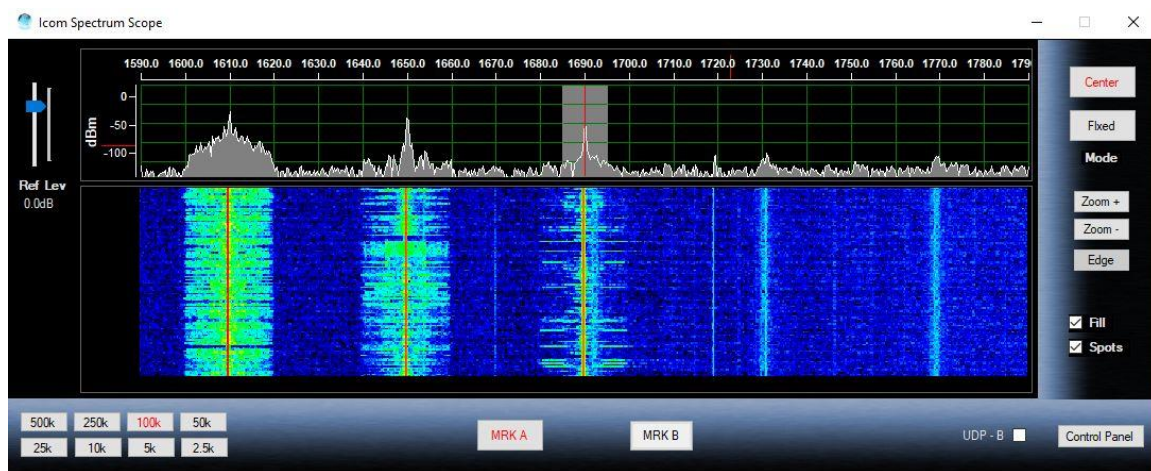 Icom Spectrum Scope
1590.0 1600.0 1610.0 1620.0 1630.0 1640.0 1650.0 1660.0 1670.0 1680.0 1690.0 1700.0 1710.0 1720.0 1730.0 1740.0 1750.0 1760.0 1770.0 1780.0 179
0
-50
-100
dBm
Ref Lev
0.0dB
Center
FIxed
Mode
Zoom +
Zoom -
Edge
Fill
Spots
500k 250k 100k 50k
25k 10k 5k 2.5k
MRK A
MRK B
UDP - B
Control Panel